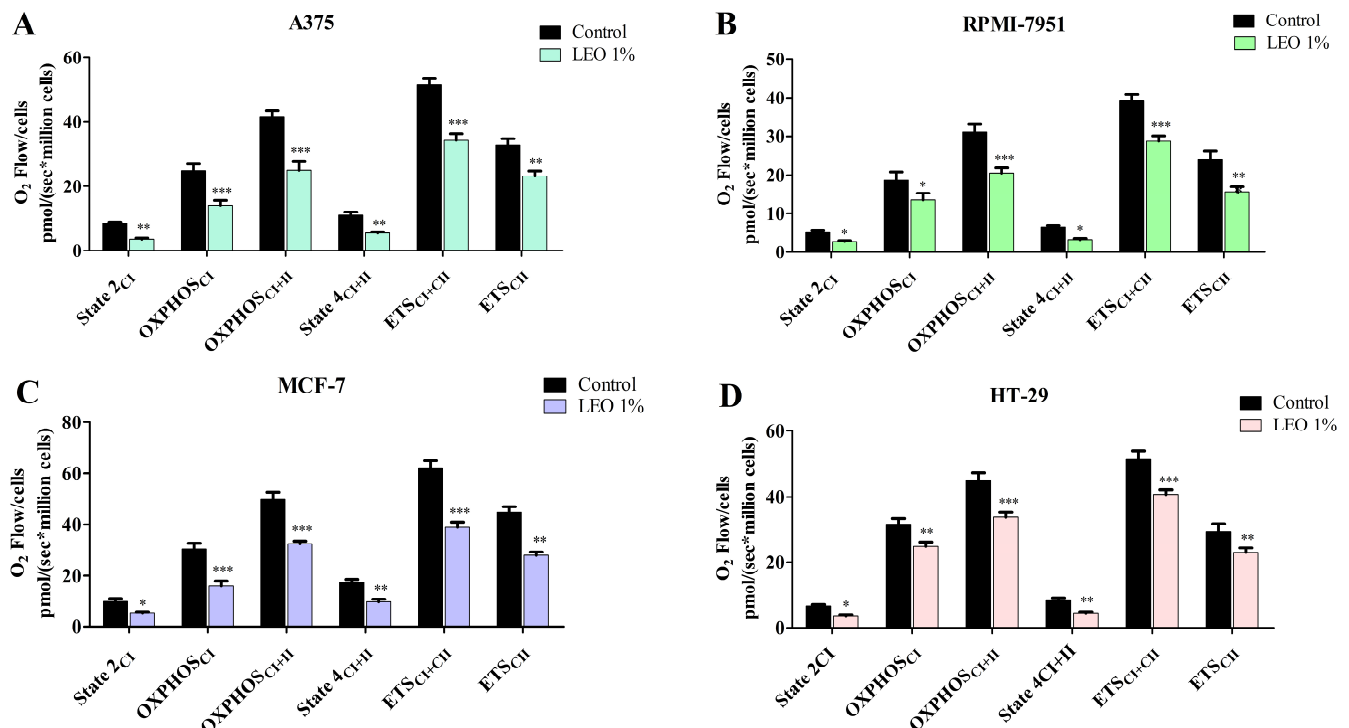 A
A375
Control
LEO 1%
O₂ Flow/cells
pmol/(sec*million cells)
60
40
20
0
**
***
***
**
***
**
State 2CI
OXPHOSCI
OXPHOSCI+II
State 4CI+II
ETSCI+CII
ETSCII
B
RPMI-7951
Control
LEO 1%
O₂ Flow/cells
pmol/(sec*million cells)
50
40
30
20
10
0
*
*
***
*
***
**
State 2CI
OXPHOSCI
OXPHOSCI+II
State 4CI+II
ETSCI+CII
ETSCII
C
MCF-7
Control
LEO 1%
O₂ Flow/cells
pmol/(sec*million cells)
80
60
40
20
0
*
***
***
**
***
**
State 2CI
OXPHOSCI
OXPHOSCI+II
State 4CI+II
ETSCI+CII
ETSCII
D
HT-29
Control
LEO 1%
O₂ Flow/cells
pmol/(sec*million cells)
60
40
20
0
*
**
***
**
***
**
State 2CI
OXPHOSCI
OXPHOSCI+II
State 4CI+II
ETSCI+CII
ETSCII